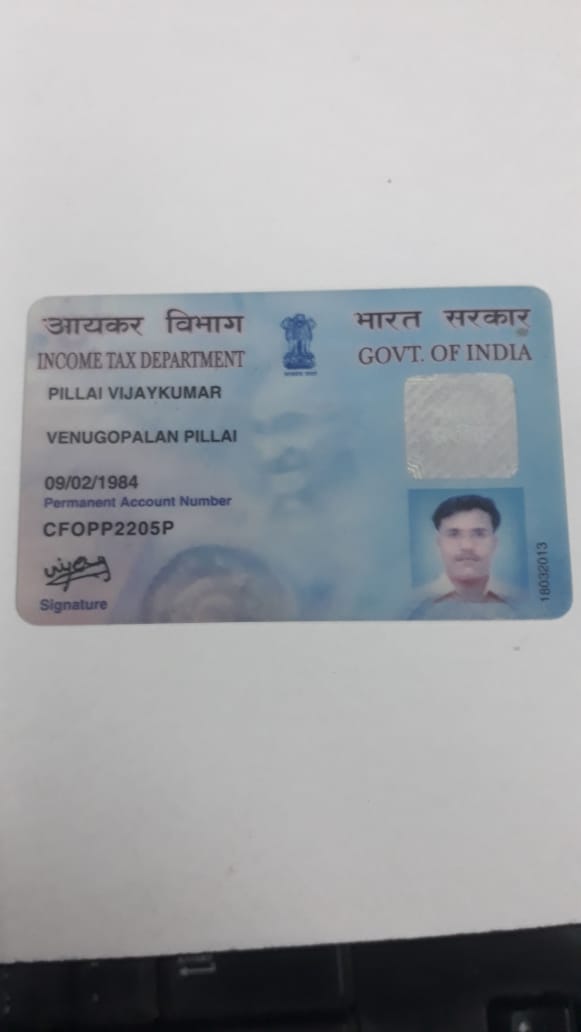 आयकर विभाग
भारत सरकार
INCOME TAX DEPARTMENT
GOVT. OF INDIA
PILLAI VIJAYKUMAR
VENUGOPALAN PILLAI
09/02/1984
Permanent Account Number
CFOPP2205P
Signature
18032013